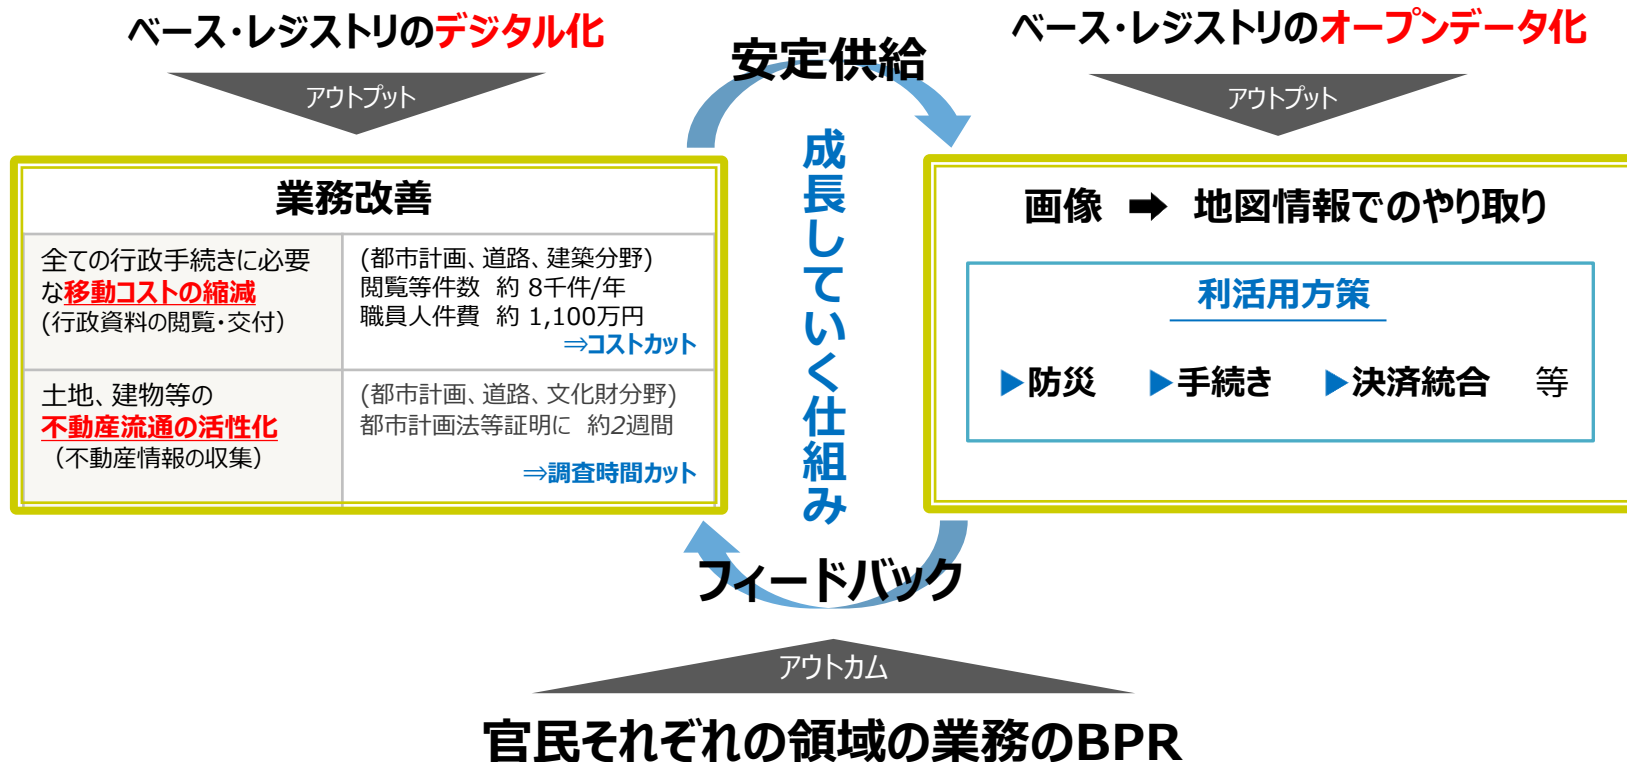 ベース・レジストリのデジタル化
アウトプット
業務改善
全ての行政手続きに必要
な移動コストの縮減
(行政資料の閲覧・交付)
(都市計画、道路、建築分野)
閲覧等件数 約 8千件/年
職員人件費 約 1,100万円
⇒コストカット
土地、建物等の
不動産流通の活性化
(不動産情報の収集)
(都市計画、道路、文化財分野)
都市計画法等証明に 約2週間
⇒調査時間カット
安定供給
成長していく仕組み
フィードバック
ベース・レジストリのオープンデータ化
アウトプット
画像 ➡ 地図情報でのやり取り
利活用方策
▶防災 ▶手続き ▶決済統合 等
アウトカム
官民それぞれの領域の業務のBPR